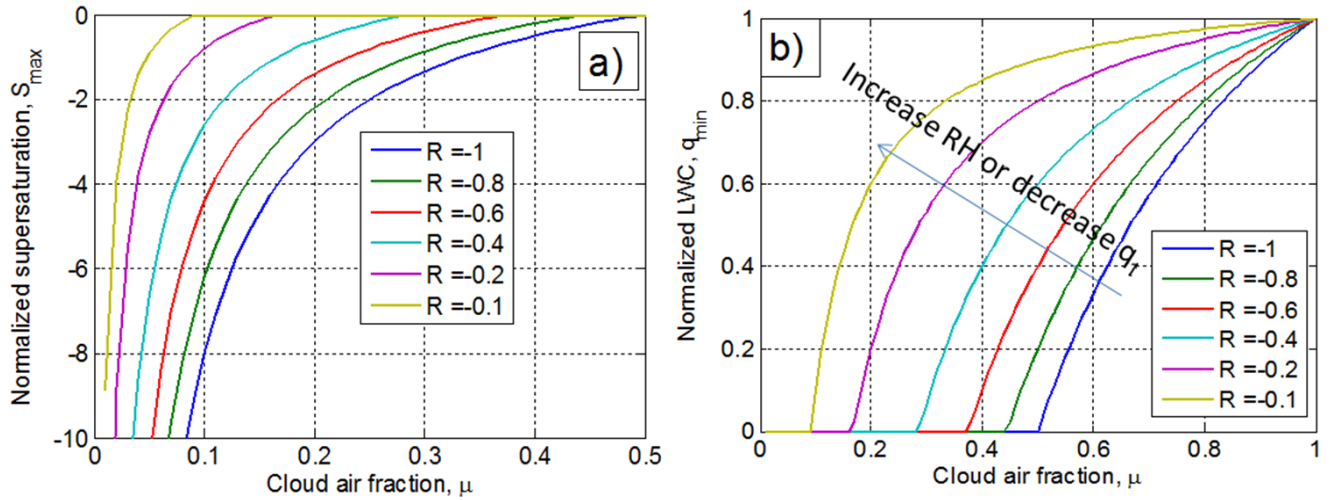 a)
Normalized supersaturation, S_max
0
-2
-4
-6
-8
-10
0
0.1
0.2
0.3
0.4
0.5
Cloud air fraction, μ
R =-1
R =-0.8
R =-0.6
R =-0.4
R =-0.2
R =-0.1
b)
Normalized LWC, q_min
1
0.8
0.6
0.4
0.2
0
0
0.2
0.4
0.6
0.8
1
Cloud air fraction, μ
Increase RH or decrease q_t
R =-1
R =-0.8
R =-0.6
R =-0.4
R =-0.2
R =-0.1